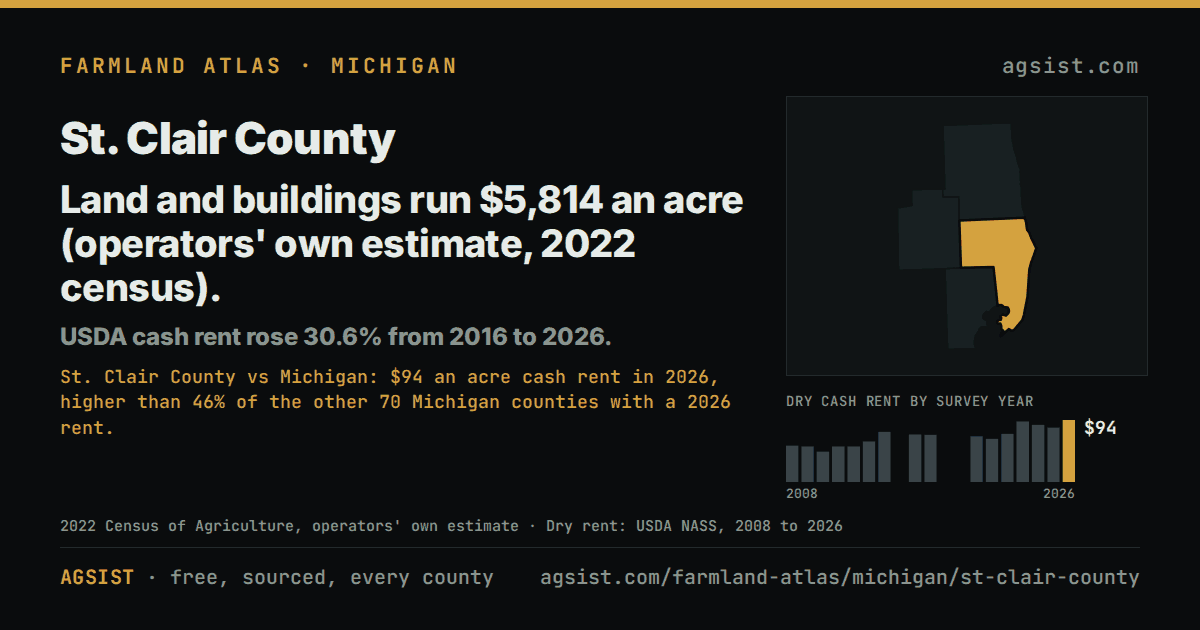 FARMLAND ATLAS · MICHIGAN
agsist.com
St. Clair County
Land and buildings run $5,814 an acre
(operators' own estimate, 2022
census).
USDA cash rent rose 30.6% from 2016 to 2026.
St. Clair County vs Michigan: $94 an acre cash rent in 2026,
higher than 46% of the other 70 Michigan counties with a 2026
rent.
DRY CASH RENT BY SURVEY YEAR
$94
2008
2026
2022 Census of Agriculture, operators' own estimate · Dry rent: USDA NASS, 2008 to 2026
AGSIST · free, sourced, every county
agsist.com/farmland-atlas/michigan/st-clair-county